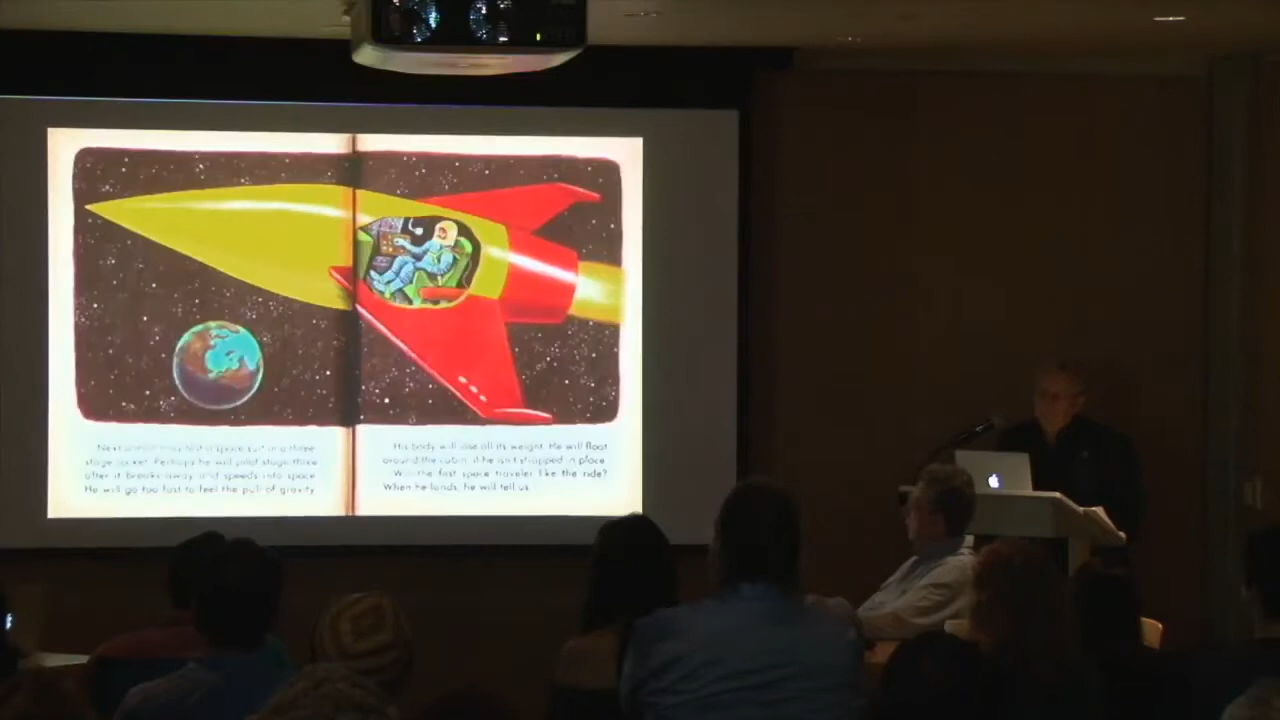 Next a man may test a space suit in a three
stage rocket. Perhaps he will pilot stage three
after it breaks away and speeds into space.
He will go too fast to feel the pull of gravity.
His body will lose all its weight. He will float
around the cabin if he isn't strapped in place.
Will the first space traveler like the ride?
When he lands, he will tell us.